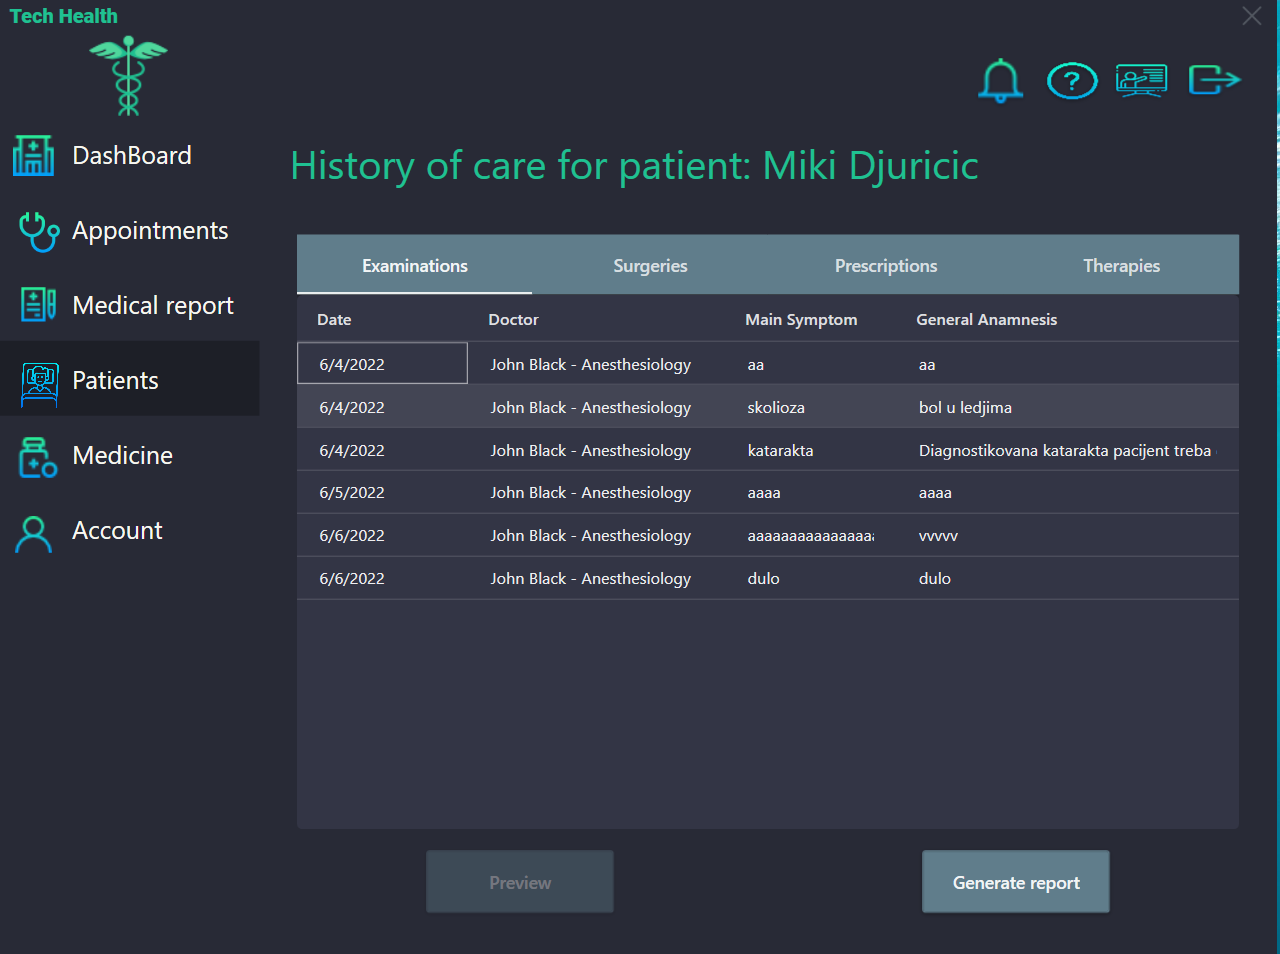 Tech Health
DashBoard
Appointments
Medical report
Patients
Medicine
Account
?
History of care for patient: Miki Djuricic
Examinations Surgeries Prescriptions Therapies
Date Doctor Main Symptom General Anamnesis
6/4/2022 John Black - Anesthesiology aa aa
6/4/2022 John Black - Anesthesiology skolioza bol u ledjima
6/4/2022 John Black - Anesthesiology katarakta Diagnostikovana katarakta pacijent treba
6/5/2022 John Black - Anesthesiology aaaa aaaa
6/6/2022 John Black - Anesthesiology aaaaaaaaaaaaaaa vvvvv
6/6/2022 John Black - Anesthesiology dulo dulo
Preview Generate report